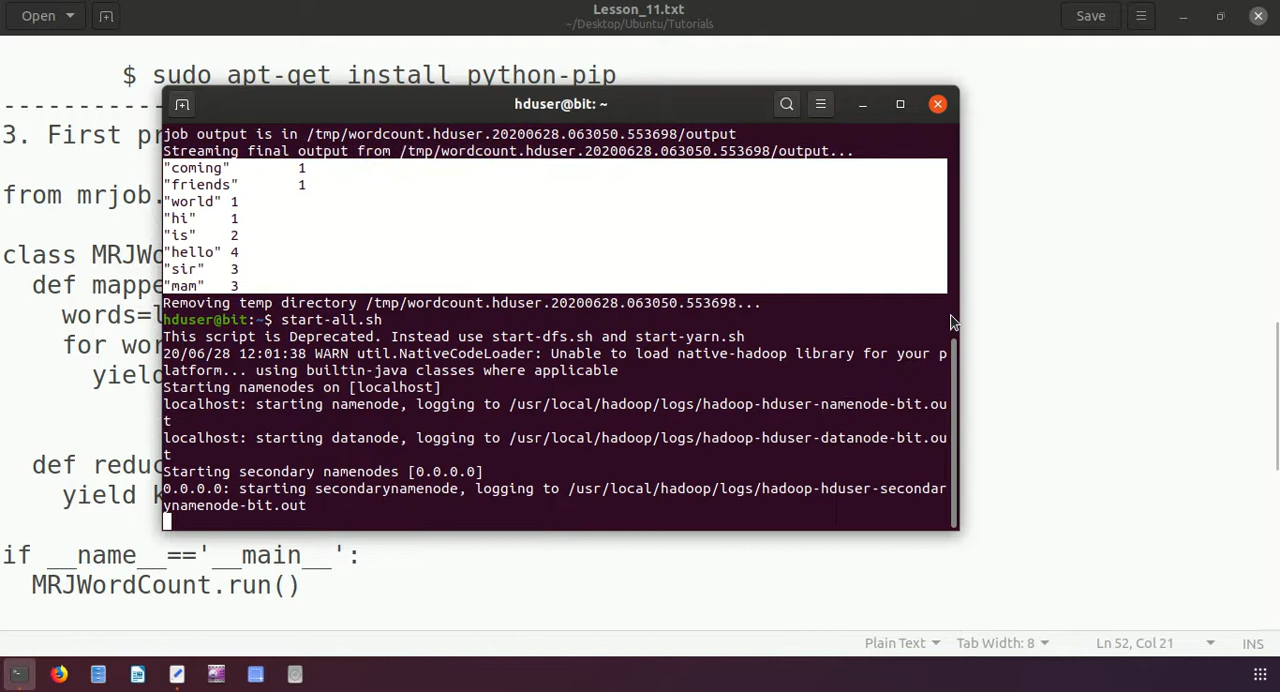 Open
Lesson_11.txt
~/Desktop/Ubuntu/Tutorials
Save
$ sudo apt-get install python-pip
3. First pr
from mrjob.
class MRJWo
def mappe
words=l
for wor
yield
def reduc
yield k
if __name__=='__main__':
MRJWordCount.run()
hduser@bit: ~
job output is in /tmp/wordcount.hduser.20200628.063050.553698/output
Streaming final output from /tmp/wordcount.hduser.20200628.063050.553698/output...
"coming" 1
"friends" 1
"world" 1
"hi" 1
"is" 2
"hello" 4
"sir" 3
"mam" 3
Removing temp directory /tmp/wordcount.hduser.20200628.063050.553698...
hduser@bit:~$ start-all.sh
This script is Deprecated. Instead use start-dfs.sh and start-yarn.sh
20/06/28 12:01:38 WARN util.NativeCodeLoader: Unable to load native-hadoop library for your p
latform... using builtin-java classes where applicable
Starting namenodes on [localhost]
localhost: starting namenode, logging to /usr/local/hadoop/logs/hadoop-hduser-namenode-bit.ou
t
localhost: starting datanode, logging to /usr/local/hadoop/logs/hadoop-hduser-datanode-bit.ou
t
Starting secondary namenodes [0.0.0.0]
0.0.0.0: starting secondarynamenode, logging to /usr/local/hadoop/logs/hadoop-hduser-secondar
ynamenode-bit.out
Plain Text
Tab Width: 8
Ln 52, Col 21
INS